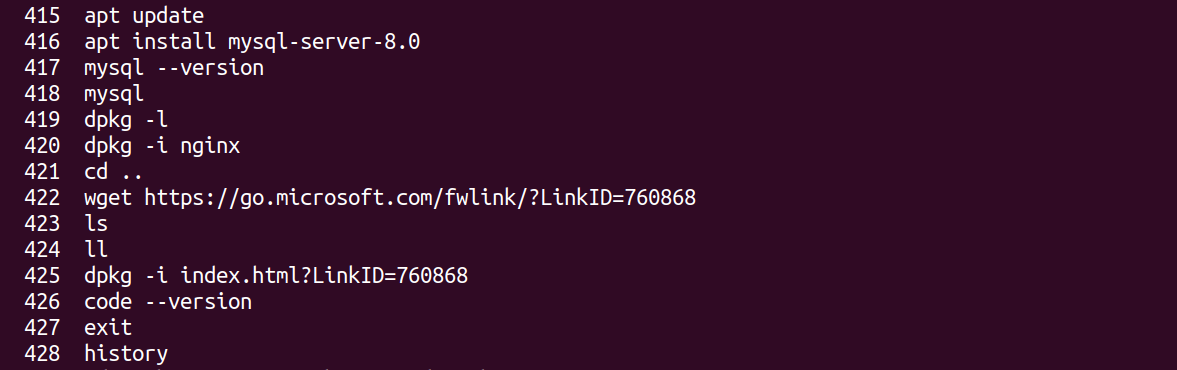 415 apt update
416 apt install mysql-server-8.0
417 mysql --version
418 mysql
419 dpkg -l
420 dpkg -i nginx
421 cd ..
422 wget https://go.microsoft.com/fwlink/?LinkID=760868
423 ls
424 ll
425 dpkg -i index.html?LinkID=760868
426 code --version
427 exit
428 history